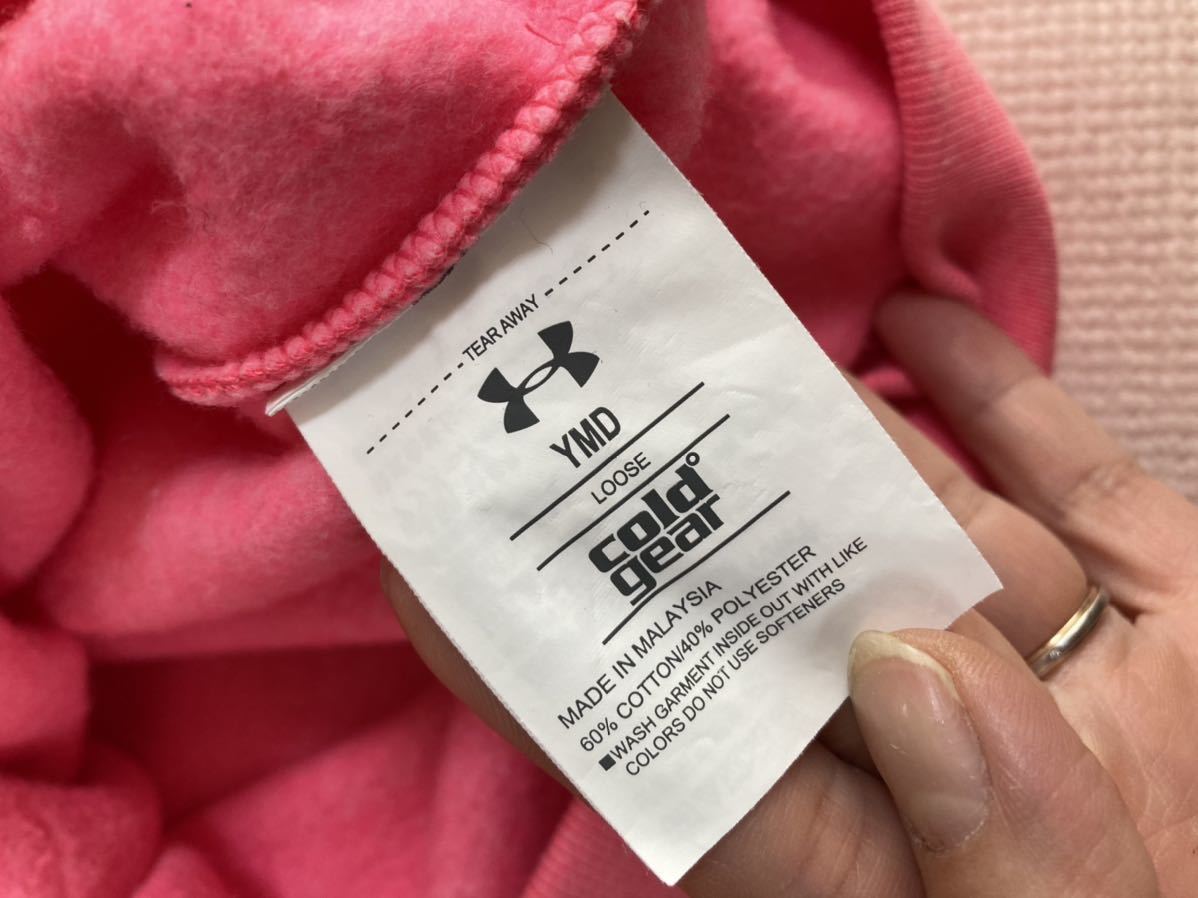 TEAR AWAY
YMD
LOOSE
cold
gear
MADE IN MALAYSIA
60% COTTON/40% POLYESTER
■WASH GARMENT INSIDE OUT WITH LIKE
COLORS DO NOT USE SOFTENERS